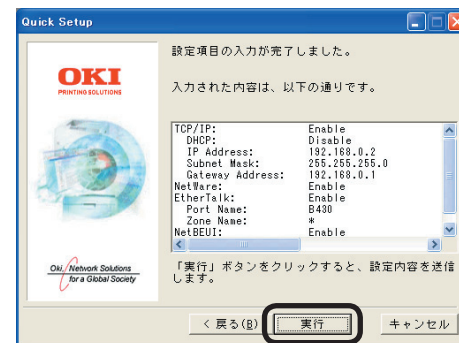 Quick Setup
OKI
PRINTING SOLUTIONS
設定項目の入力が完了しました。
入力された内容は、以下の通りです。
TCP/IP: Enable
DHCP: Disable
IP Address: 192.168.0.2
Subnet Mask: 255.255.255.0
Gateway Address: 192.168.0.1
NetWare: Enable
EtherTalk: Enable
Port Name: B430
Zone Name: *
NetBEUI: Enable
Oki, Network Solutions
for a Global Society
「実行」ボタンをクリックすると、設定内容を送信
します。
< 戻る(B) 実行 キャンセル